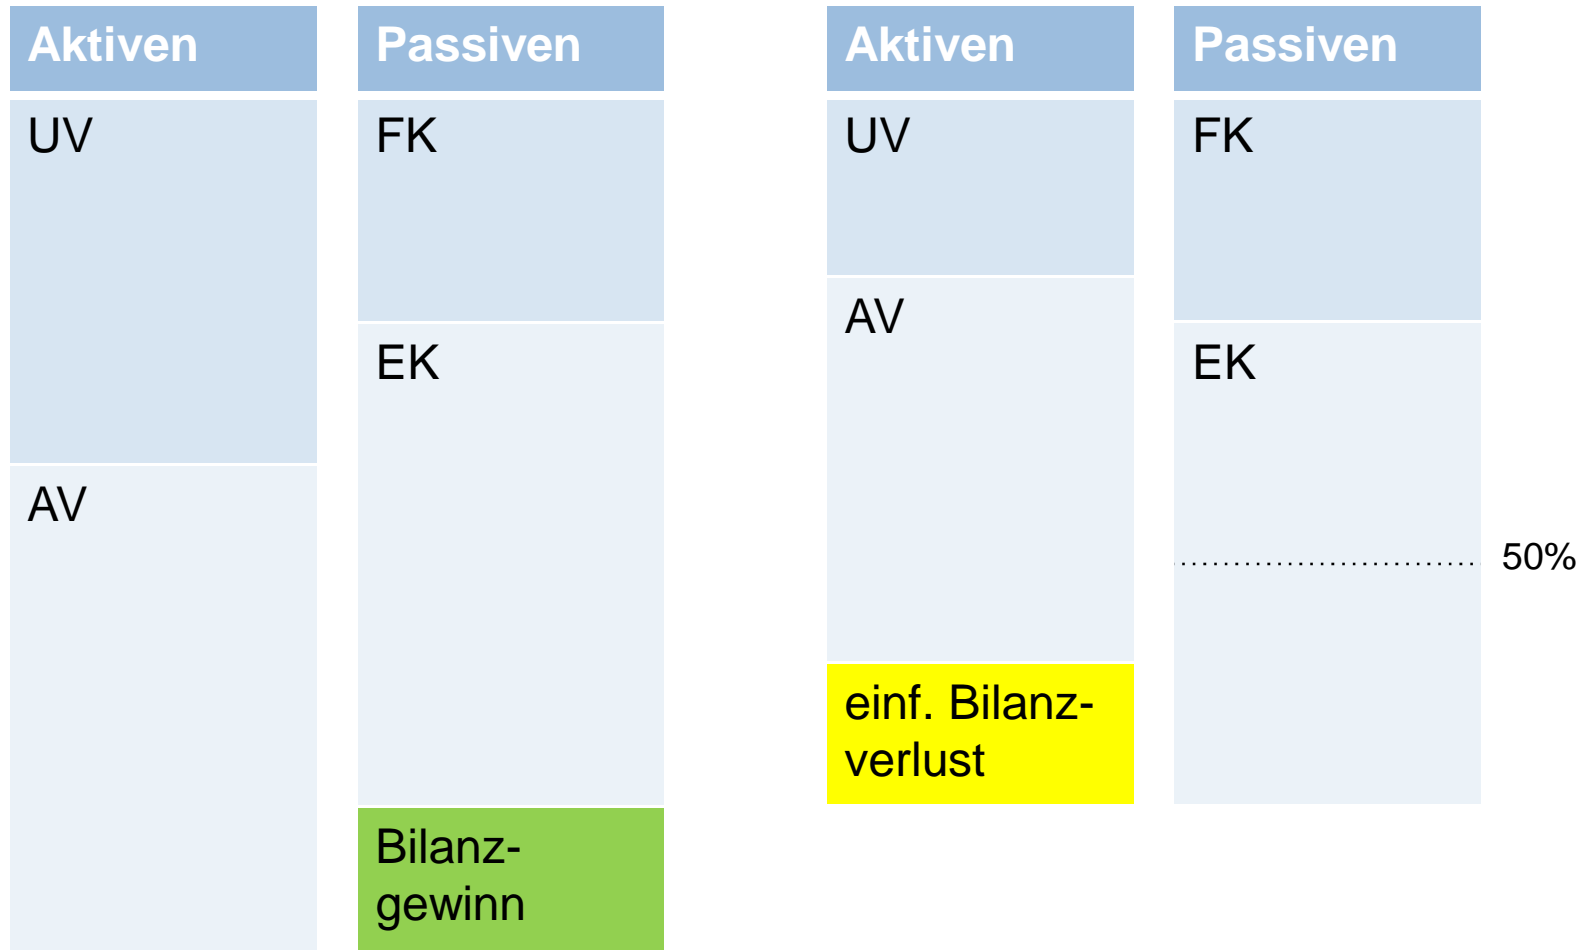 Aktiven
Passiven
UV
FK
EK
AV
Bilanz-
gewinn
Aktiven
Passiven
UV
FK
AV
EK
50%
einf. Bilanz-
verlust